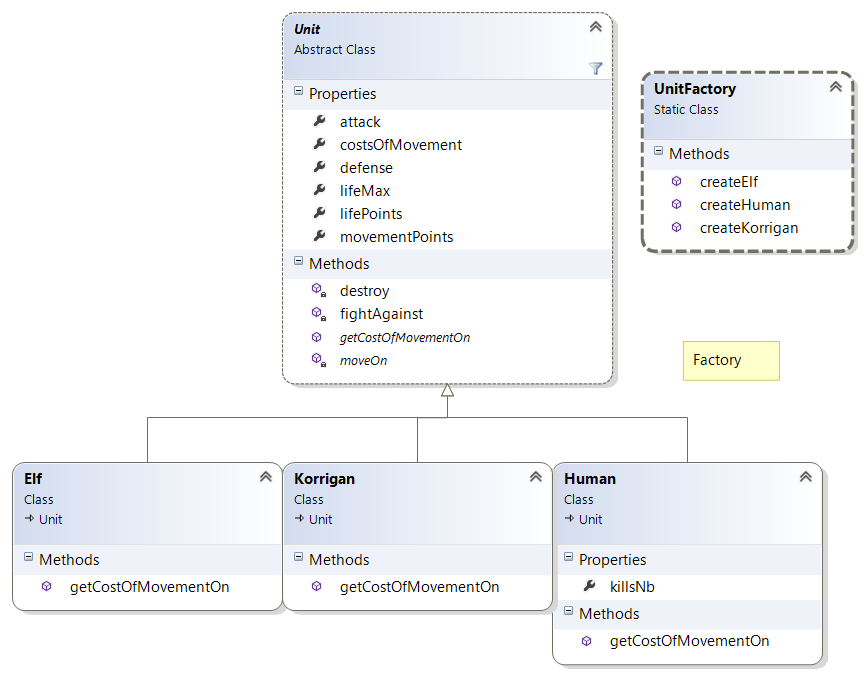 Unit
Abstract Class
Properties
attack
costsOfMovement
defense
lifeMax
lifePoints
movementPoints
Methods
destroy
fightAgainst
getCostOfMovementOn
moveOn
UnitFactory
Static Class
Methods
createElf
createHuman
createKorrigan
Factory
Elf
Class
Unit
Methods
getCostOfMovementOn
Korrigan
Class
Unit
Methods
getCostOfMovementOn
Human
Class
Unit
Properties
killsNb
Methods
getCostOfMovementOn